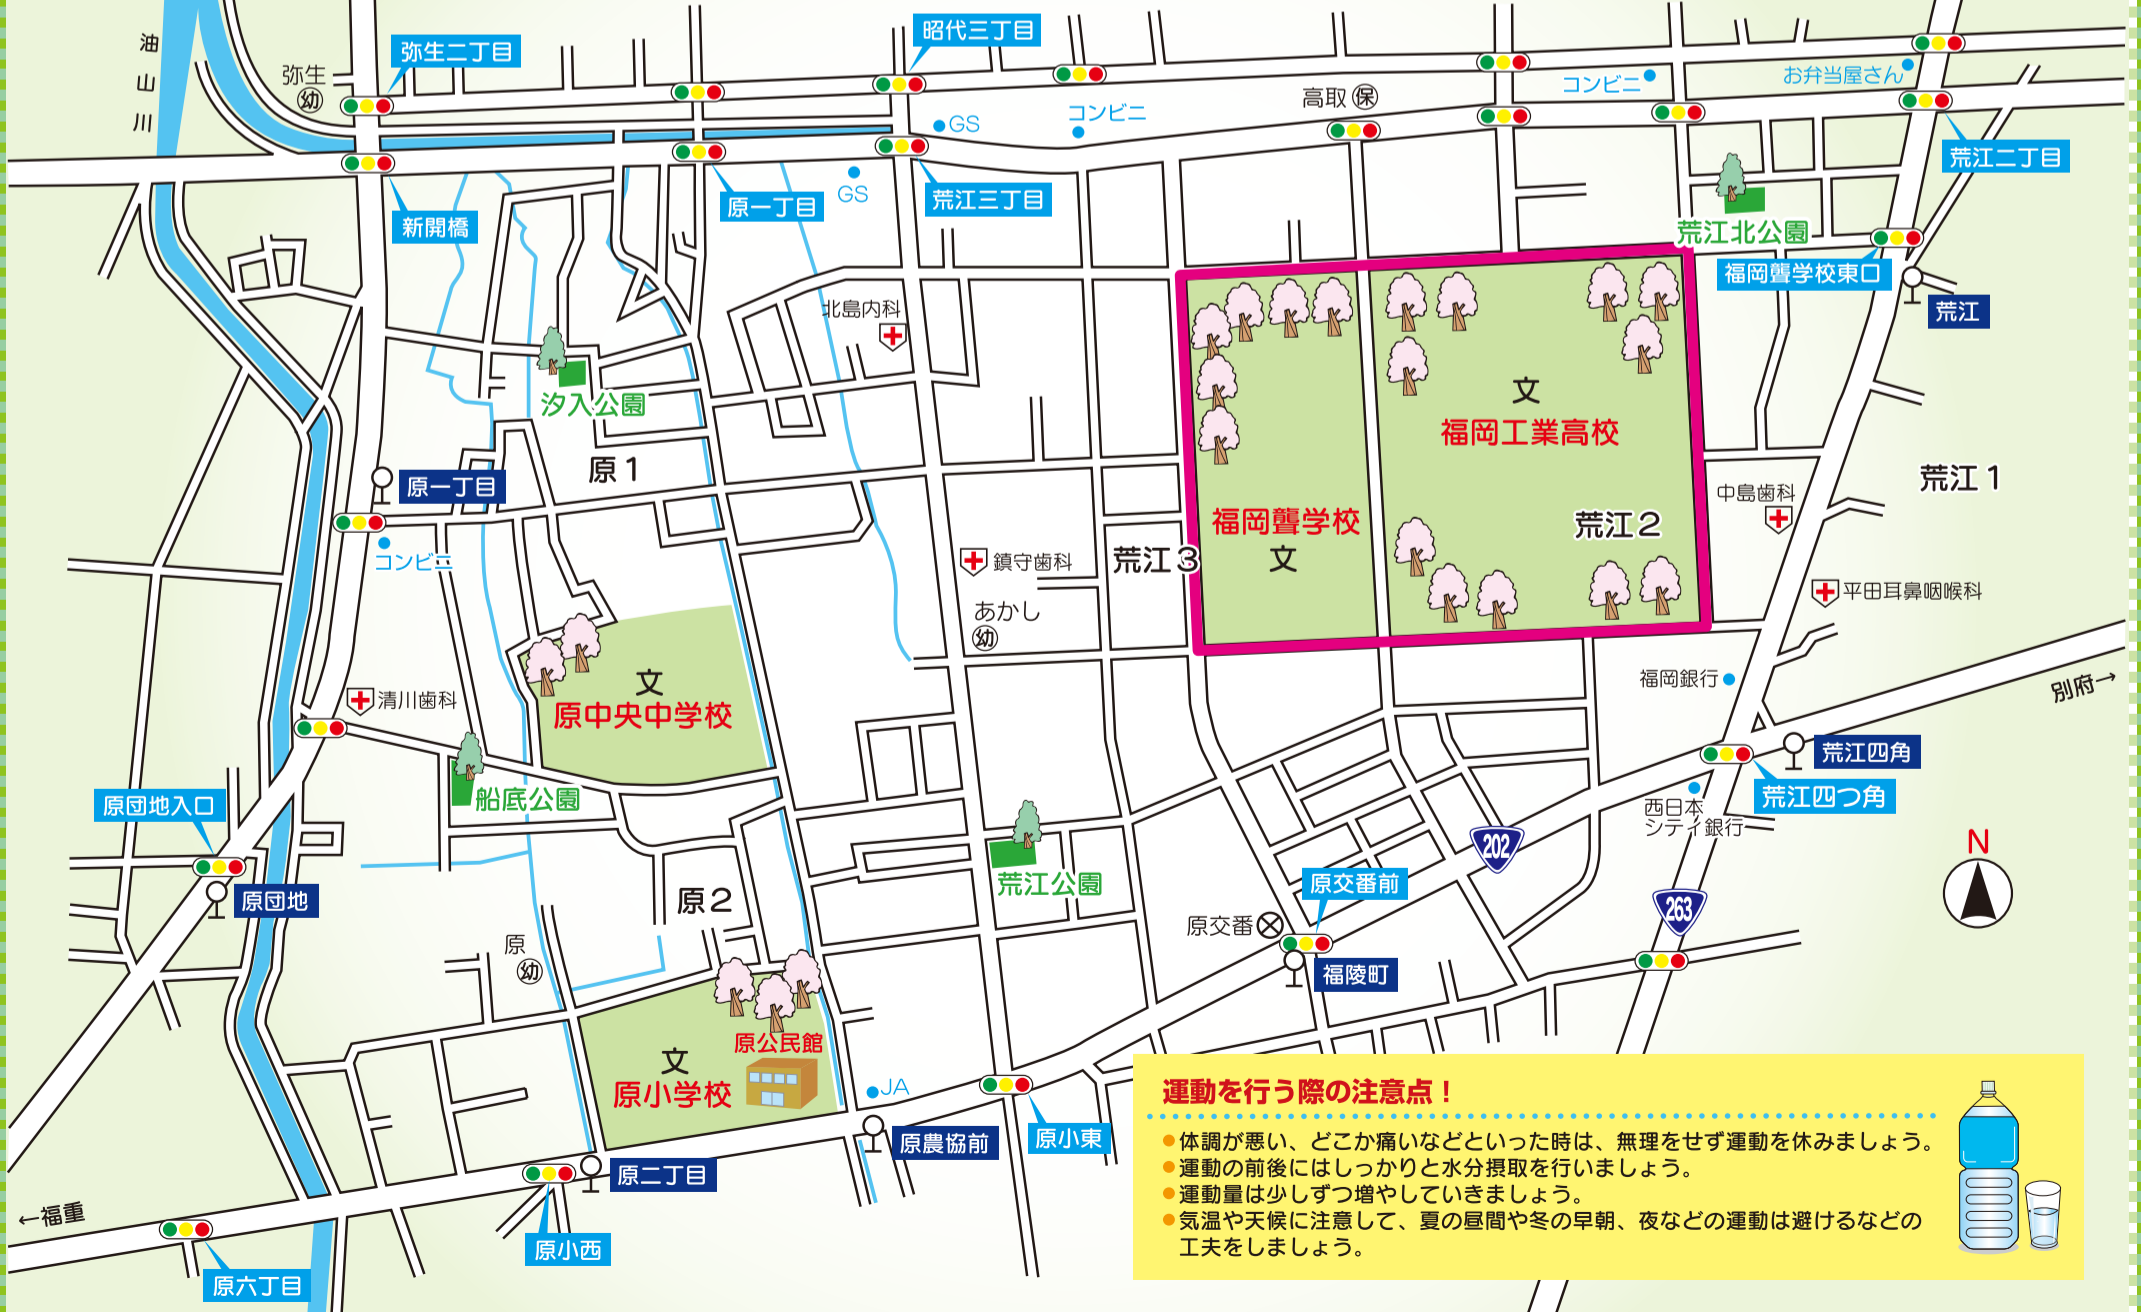 油山川
弥生
幼
弥生二丁目
昭代三丁目
GS
コンビニ
高取 保
コンビニ
お弁当屋さん
荒江二丁目
新開橋
原一丁目
GS
荒江三丁目
荒江北公園
福岡聾学校東口
荒江
北島内科
汐入公園
原1
原一丁目
コンビニ
文
福岡工業高校
福岡聾学校
文
荒江2
荒江3
荒江1
中島歯科
鎮守歯科
あかし
幼
平田耳鼻咽喉科
文
原中央中学校
清川歯科
船底公園
福岡銀行
別府→
荒江四角
荒江四つ角
西日本
シティ銀行
原団地入口
原団地
荒江公園
202
原交番前
263
N
原2
原交番
福陵町
原
幼
原公民館
文
原小学校
JA
原農協前
原小東
原二丁目
←福重
原小西
原六丁目
運動を行う際の注意点！
●体調が悪い、どこか痛いなどといった時は、無理をせず運動を休みましょう。
●運動の前後にはしっかりと水分摂取を行いましょう。
●運動量は少しずつ増やしていきましょう。
●気温や天候に注意して、夏の昼間や冬の早朝、夜などの運動は避けるなどの
工夫をしましょう。